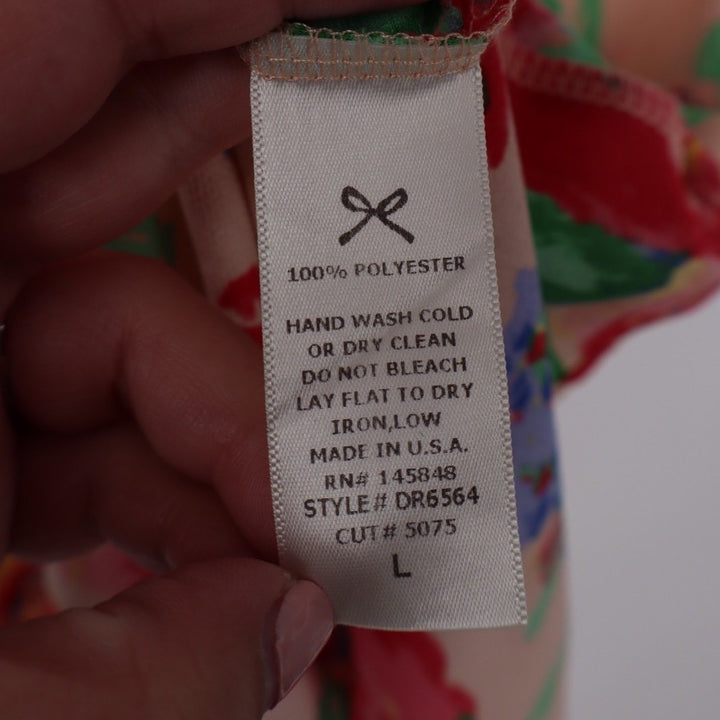 100% POLYESTER
HAND WASH COLD
OR DRY CLEAN
DO NOT BLEACH
LAY FLAT TO DRY
IRON,LOW
MADE IN U.S.A.
RN# 145848
STYLE# DR6564
CUT# 5075
L